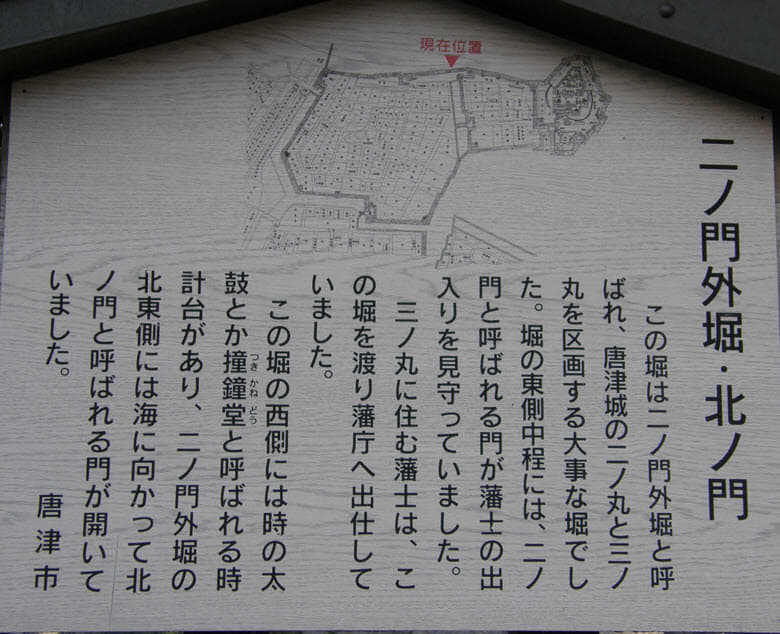 現在位置
二ノ門外堀・北ノ門
この堀は二ノ門外堀と呼
ばれ、唐津城の二ノ丸と三ノ
丸を区画する大事な堀でし
た。堀の東側中程には、二ノ
門と呼ばれる門が藩士の出
入りを見守っていました。
三ノ丸に住む藩士は、こ
の堀を渡り藩庁へ出仕して
いました。
この堀の西側には時の太
鼓とか撞鐘堂と呼ばれる時
つきかねどう
計台があり、二ノ門外堀の
北東側には海に向かって北
ノ門と呼ばれる門が開いて
いました。
唐津市